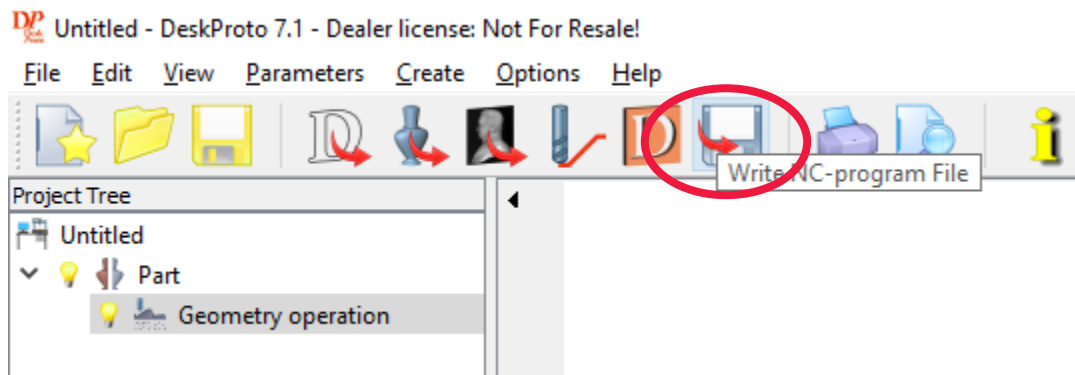 Untitled - DeskProto 7.1 - Dealer license: Not For Resale!
File Edit View Parameters Create Options Help
Write NC-program File
Project Tree
Untitled
Part
Geometry operation